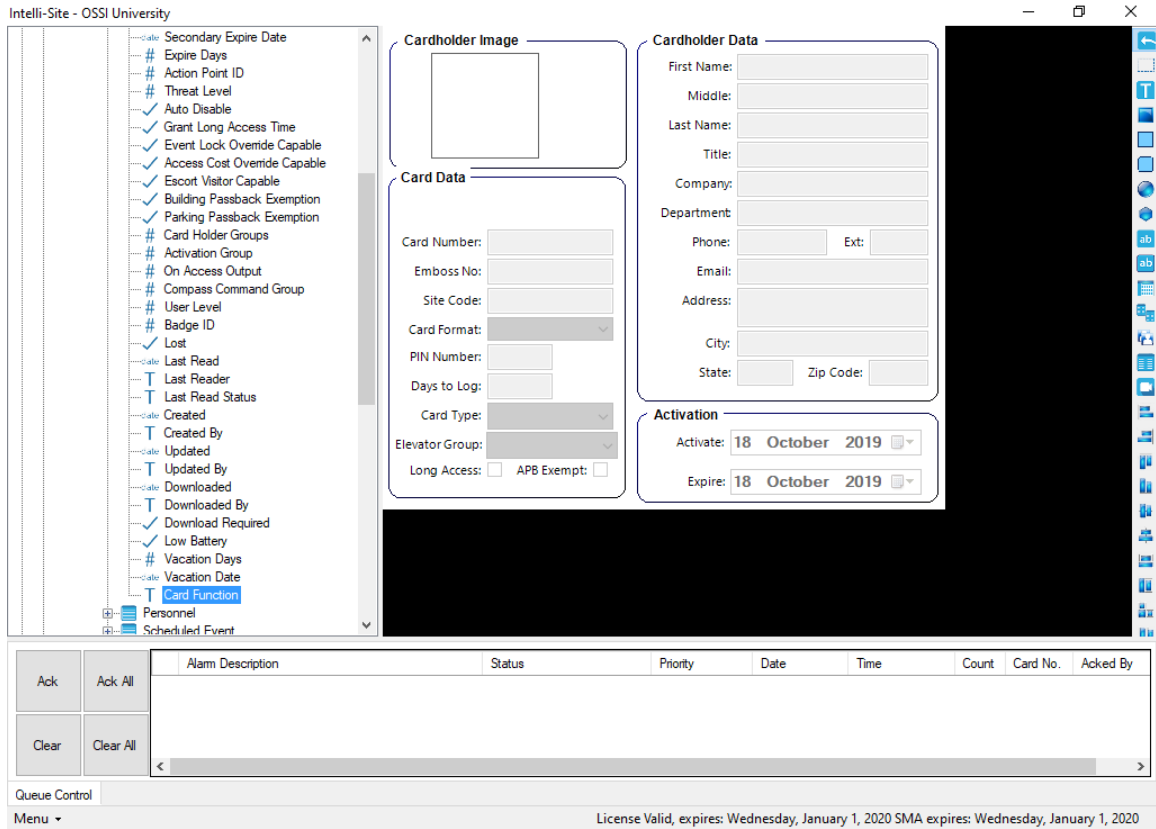 Intelli-Site - OSSI University
date Secondary Expire Date
# Expire Days
# Action Point ID
# Threat Level
Auto Disable
Grant Long Access Time
Event Lock Override Capable
Access Cost Override Capable
Escort Visitor Capable
Building Passback Exemption
Parking Passback Exemption
# Card Holder Groups
# Activation Group
# On Access Output
# Compass Command Group
# User Level
# Badge ID
Lost
date Last Read
T Last Reader
T Last Read Status
date Created
T Created By
date Updated
T Updated By
date Downloaded
T Downloaded By
Download Required
Low Battery
# Vacation Days
date Vacation Date
T Card Function
Personnel
Scheduled Event
Cardholder Image
Card Data
Card Number:
Emboss No:
Site Code:
Card Format:
PIN Number:
Days to Log:
Card Type:
Elevator Group:
Long Access: APB Exempt:
Cardholder Data
First Name:
Middle:
Last Name:
Title:
Company:
Department:
Phone: Ext:
Email:
Address:
City:
State: Zip Code:
Activation
Activate: 18 October 2019
Expire: 18 October 2019
T
ab
ab
Ack Ack All
Clear Clear All
Alarm Description Status Priority Date Time Count Card No. Acked By
Queue Control
Menu License Valid, expires: Wednesday, January 1, 2020 SMA expires: Wednesday, January 1, 2020